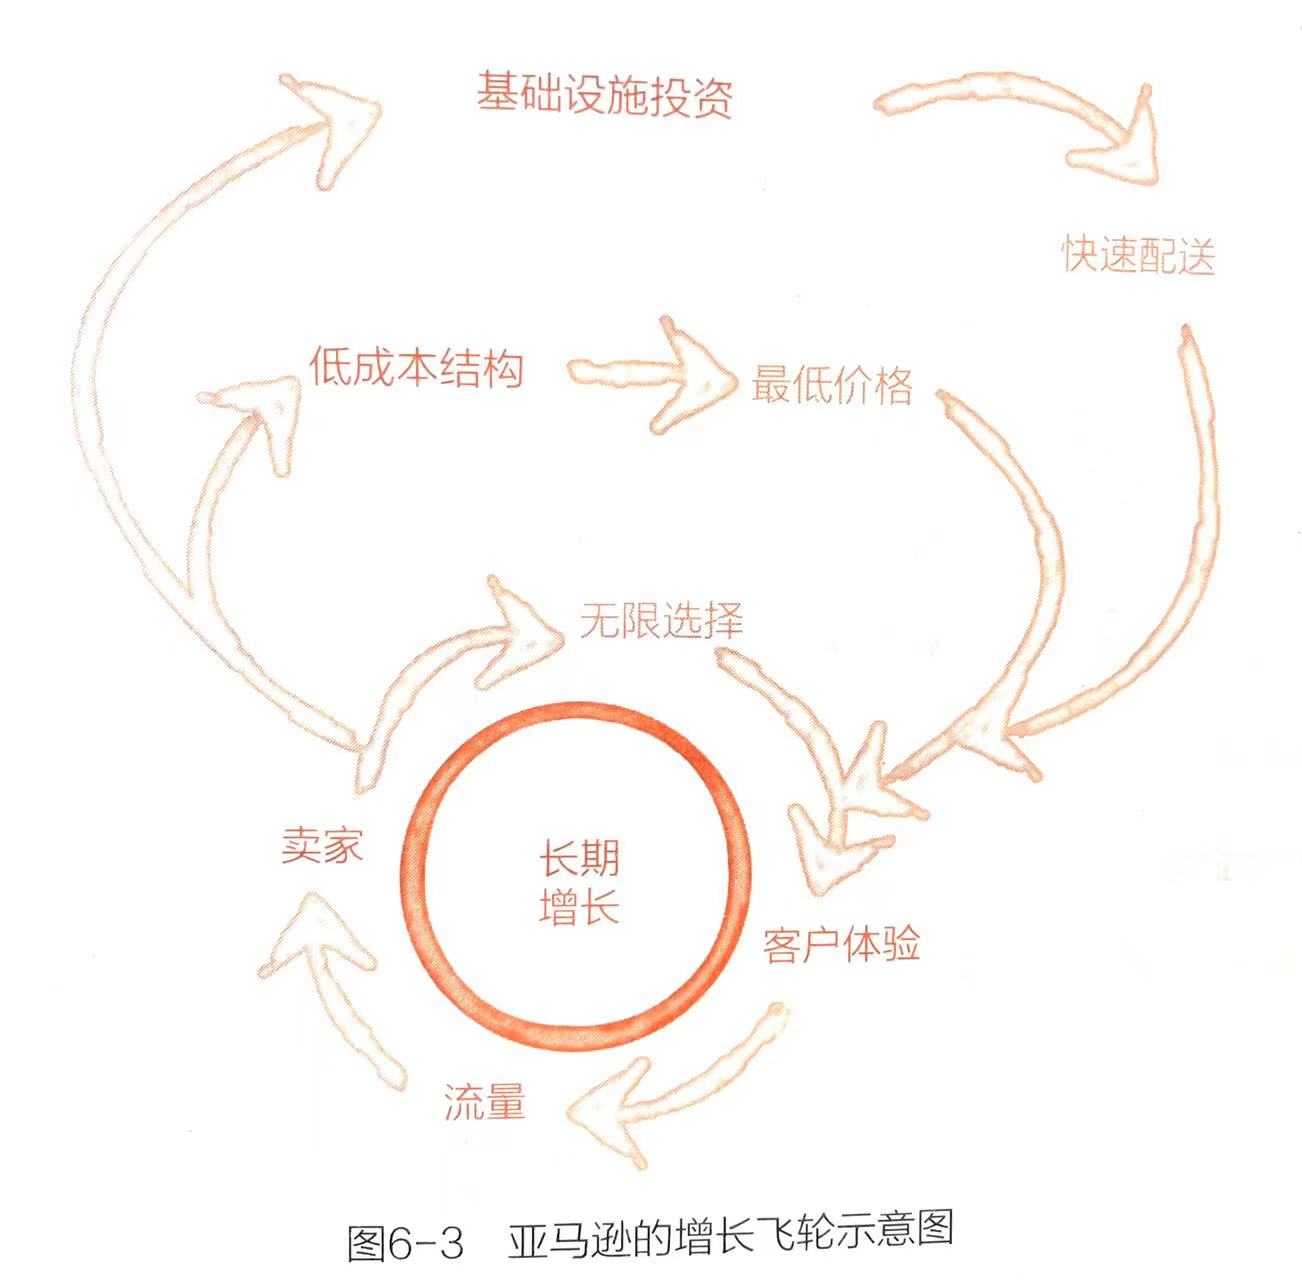 基础设施投资
快速配送
低成本结构
最低价格
无限选择
卖家
长期
增长
客户体验
流量
图6-3 亚马逊的增长飞轮示意图